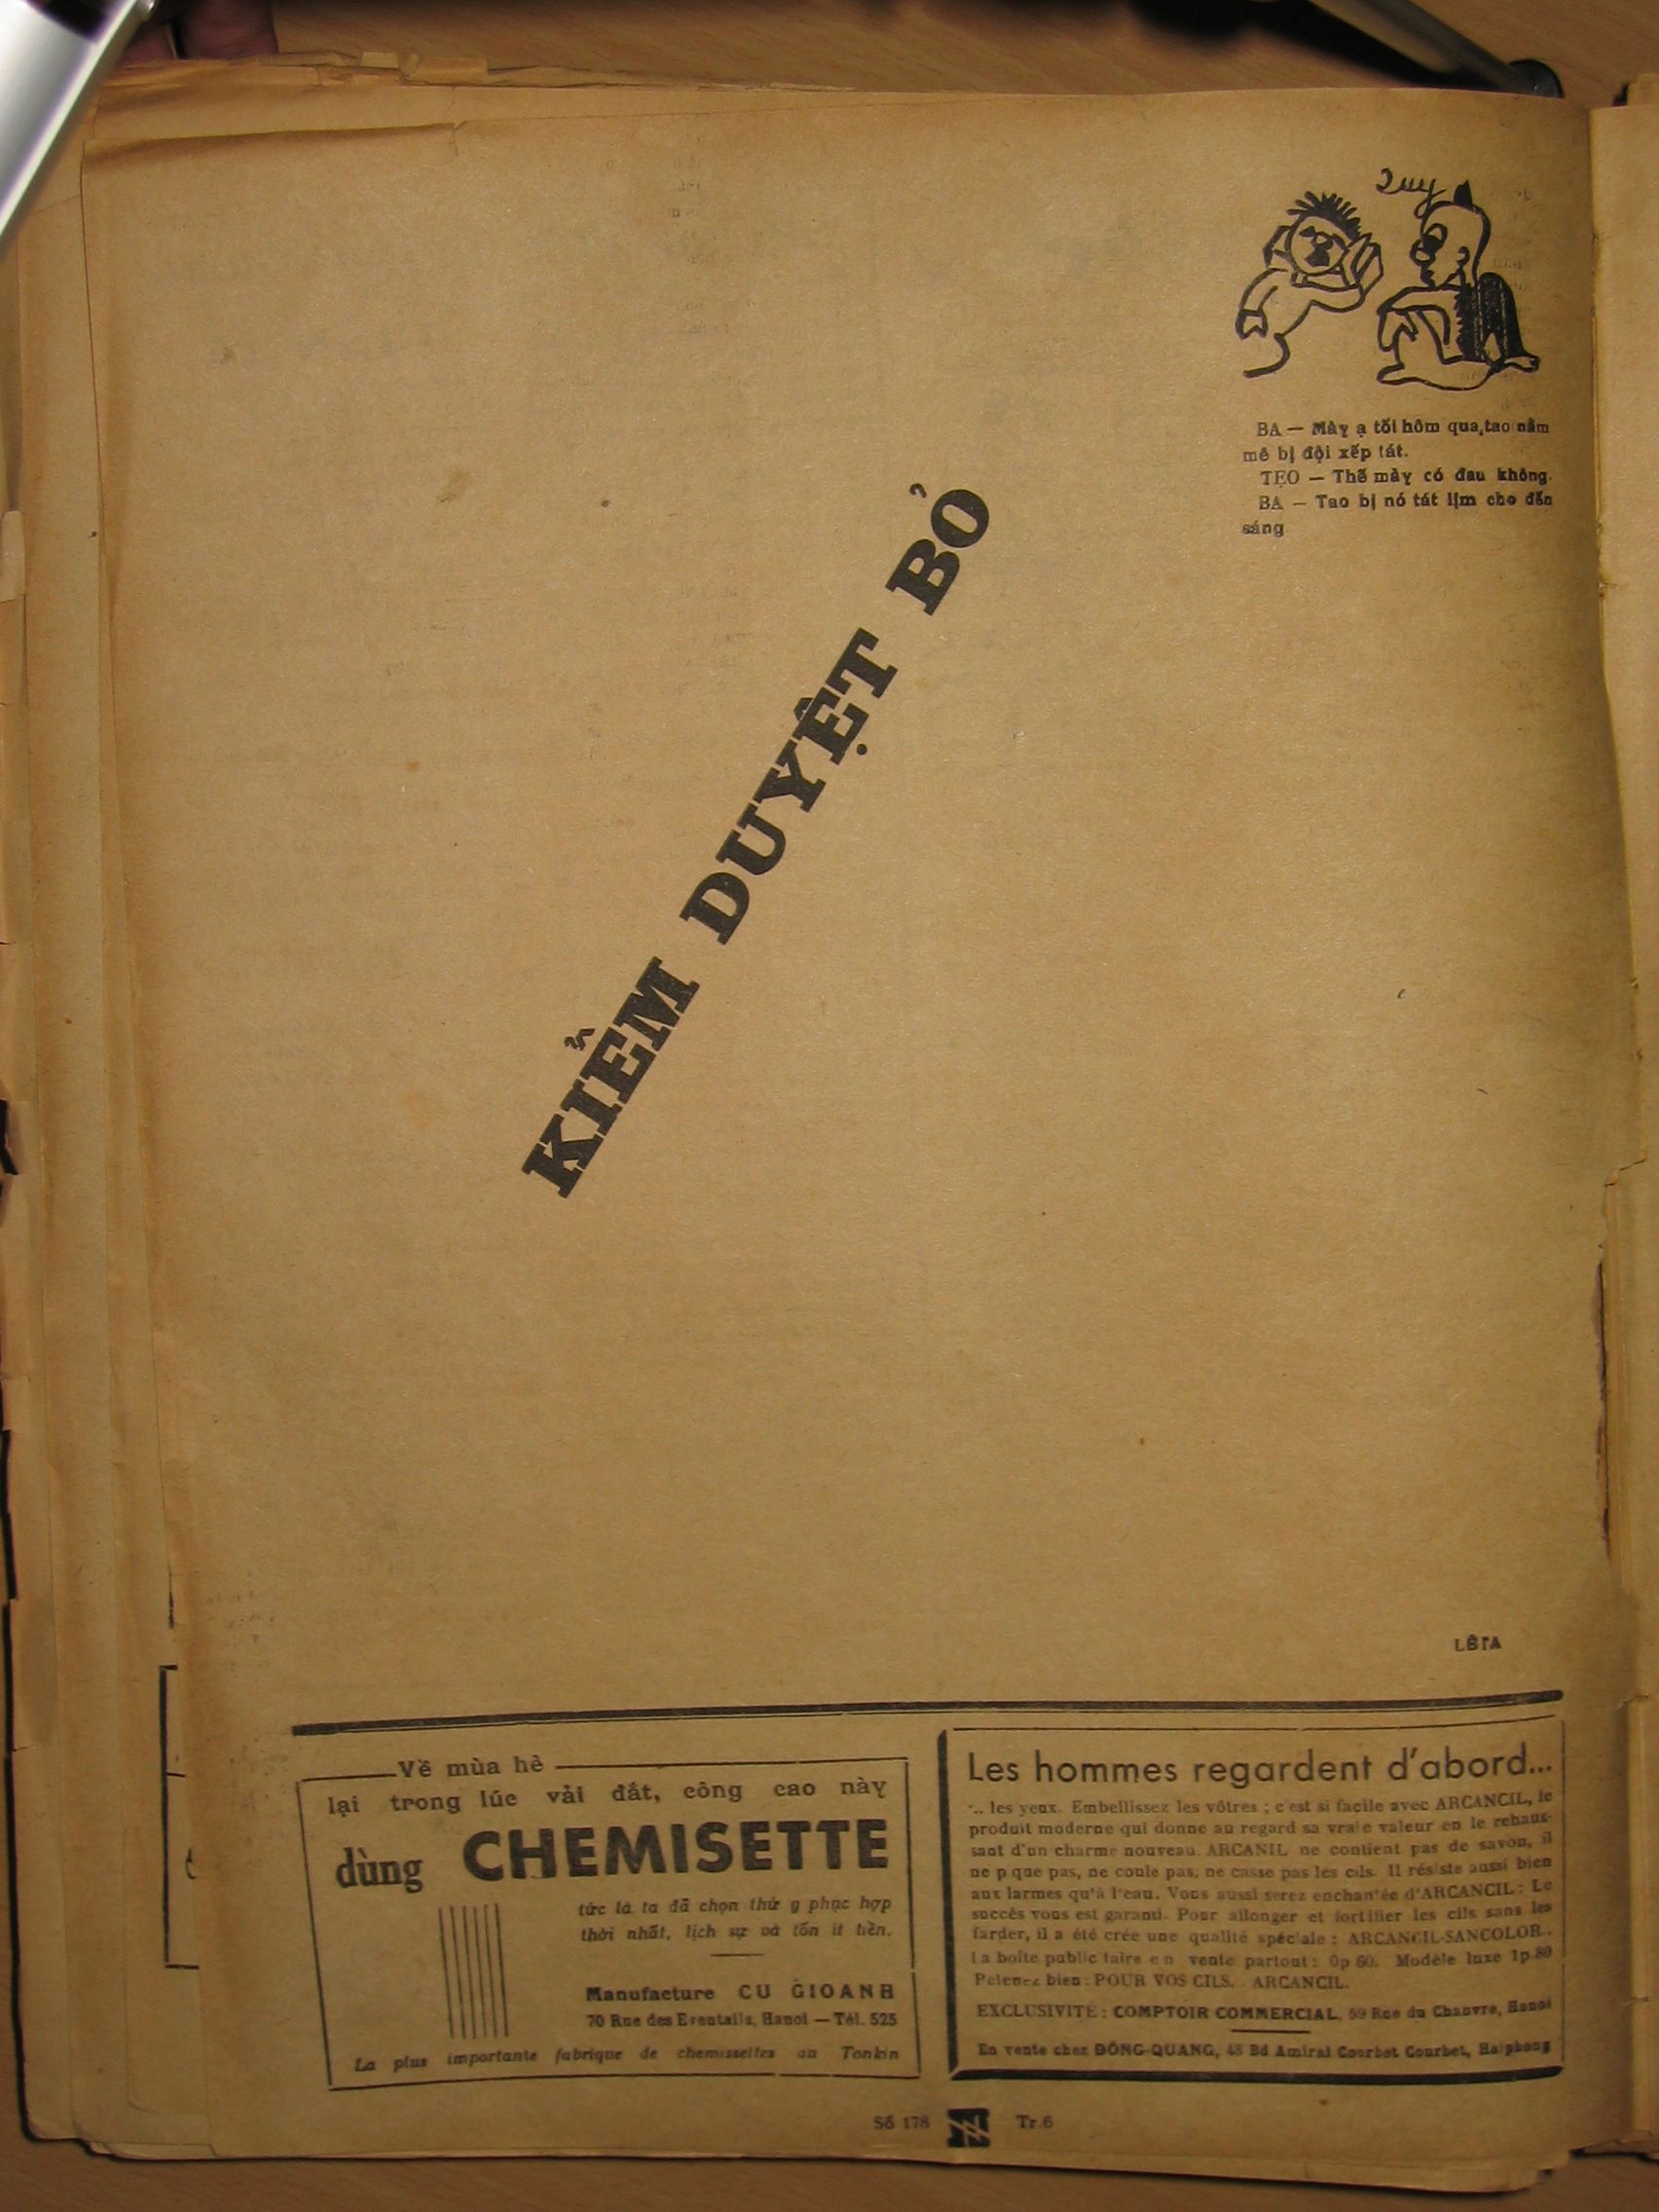 Quy
BA — Mày ạ tối hôm qua, tao nằm
mê bị đội xếp tát.
TẸO — Thế mày có đau không.
BA — Tao bị nó tát lịm cho đến
sáng
KIỂM DUYỆT BỎ
LÊTA
Về mùa hè
lại trong lúc vải đắt, công cao này
dùng CHEMISETTE
tức là ta đã chọn thứ y phục hợp
thời nhất, lịch sự và tốn ít tiền.
Manufacture CU GIOANH
70 Rue des Eventails, Hanoi — Tél. 525
La plus importante fabrique de chemissettes au Tonkin
Les hommes regardent d'abord...
... les yeux. Embellissez les vôtres ; c'est si facile avec ARCANCIL, le
produit moderne qui donne au regard sa vraie valeur en le rehaus-
sant d'un charme nouveau. ARCANIL ne contient pas de savon, il
ne p que pas, ne coule pas, ne casse pas les cils. Il résiste aussi bien
aux larmes qu'à l'eau. Vous aussi serez enchantée d'ARCANCIL : Le
succès vous est garanti. Pour allonger et fortifier les cils sans les
farder, il a été crée une qualité spéciale : ARCANCIL-SANCOLOR.
La boîte public taire en vente partout : 0p 60. Modèle luxe 1p.80
Retenez bien : POUR VOS CILS. . ARCANCIL.
EXCLUSIVITÉ : COMPTOIR COMMERCIAL, 59 Rue du Chanvre, Hanoi
En vente chez ĐÔNG-QUANG, 48 Bd Amiral Courbet Courbet, Haiphong
Số 178 Tr 6